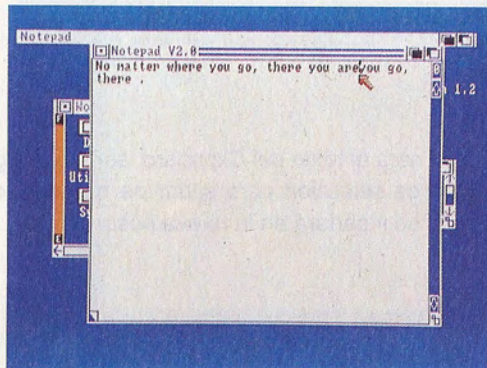 Notepad
Notepad V2.0
No matter where you go, there you are you go,
there .
1.2